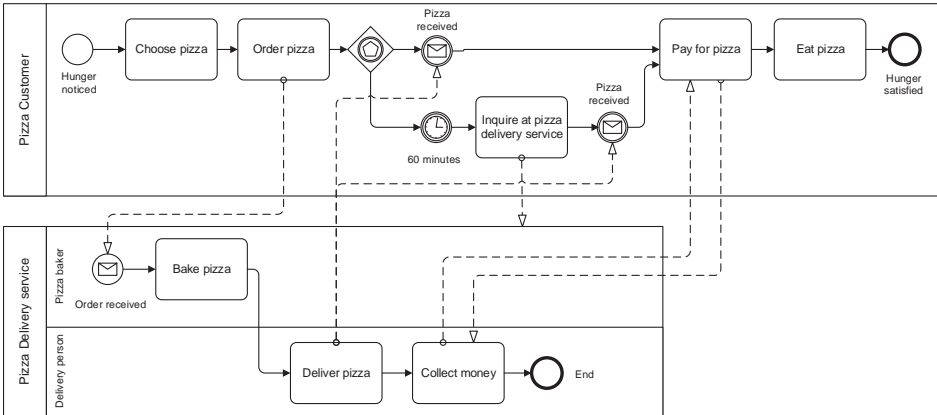 Pizza Customer
Hunger
noticed
Choose pizza
Order pizza
Pizza
received
60 minutes
Inquire at pizza
delivery service
Pizza
received
Pay for pizza
Eat pizza
Hunger
satisfied
Pizza Delivery service
Pizza baker
Order received
Bake pizza
Delivery person
Deliver pizza
Collect money
End